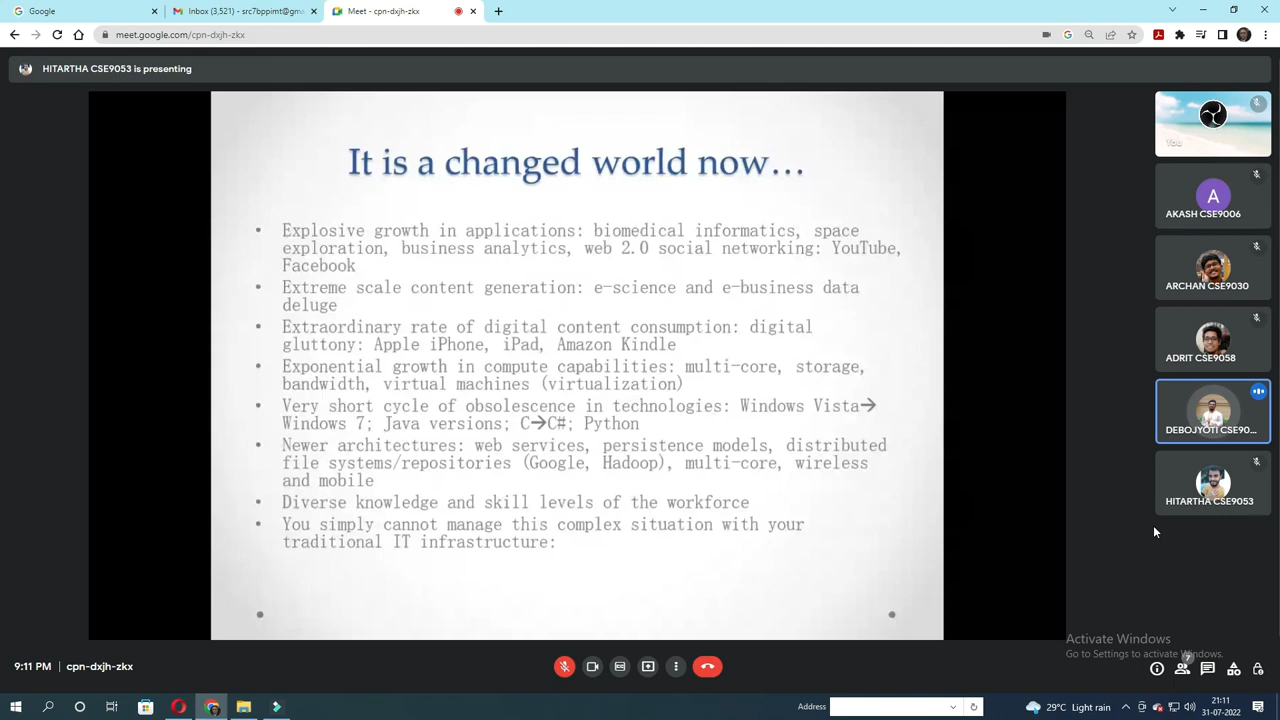 Google
Inbox (3,521) - src7bppimt@gm
Meet - cpn-dxjh-zkx
meet.google.com/cpn-dxjh-zkx
HITARTHA CSE9053 is presenting
It is a changed world now…
• Explosive growth in applications: biomedical informatics, space
exploration, business analytics, web 2.0 social networking: YouTube,
Facebook
• Extreme scale content generation: e-science and e-business data
deluge
• Extraordinary rate of digital content consumption: digital
gluttony: Apple iPhone, iPad, Amazon Kindle
• Exponential growth in compute capabilities: multi-core, storage,
bandwidth, virtual machines (virtualization)
• Very short cycle of obsolescence in technologies: Windows Vista→
Windows 7; Java versions; C→C#; Python
• Newer architectures: web services, persistence models, distributed
file systems/repositories (Google, Hadoop), multi-core, wireless
and mobile
• Diverse knowledge and skill levels of the workforce
• You simply cannot manage this complex situation with your
traditional IT infrastructure:
You
A
AKASH CSE9006
ARCHAN CSE9030
ADRIT CSE9058
DEBOJYOTI CSE90...
HITARTHA CSE9053
Activate Windows
Go to Settings to activate Windows.
9:11 PM | cpn-dxjh-zkx
7
Address
29°C Light rain
21:11
31-07-2022